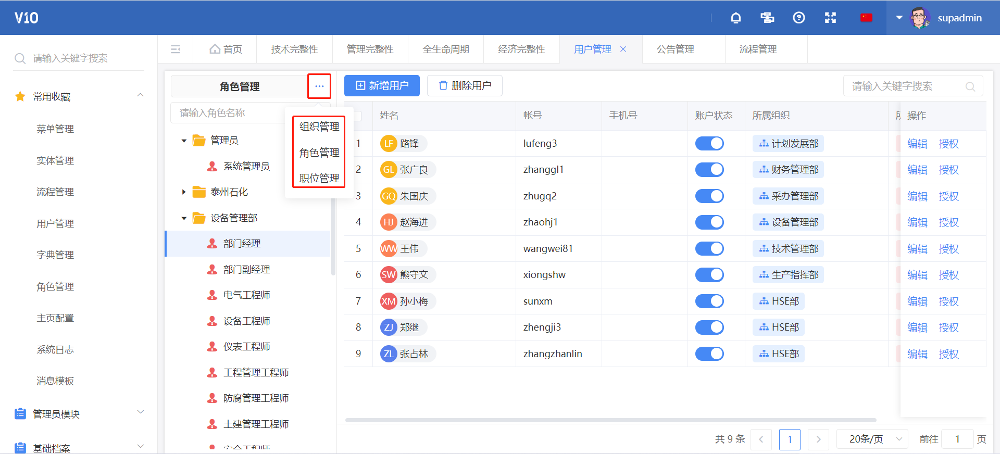 V10
supadmin
请输入关键字搜索
常用收藏
菜单管理
实体管理
流程管理
用户管理
字典管理
角色管理
主页配置
系统日志
消息模板
管理员模块
基础档案
首页
技术完整性
管理完整性
全生命周期
经济完整性
用户管理
公告管理
流程管理
角色管理
请输入角色名称
组织管理
角色管理
职位管理
管理员
系统管理员
泰州石化
设备管理部
部门经理
部门副经理
电气工程师
设备工程师
仪表工程师
工程管理工程师
防腐管理工程师
土建管理工程师
安全工程师
新增用户 删除用户
请输入关键字搜索
姓名 帐号 手机号 账户状态 所属组织 操作
1 LF 路锋 lufeng3 计划发展部 编辑 授权
2 GL 张广良 zhanggl1 财务管理部 编辑 授权
3 GQ 朱国庆 zhugq2 采办管理部 编辑 授权
4 HJ 赵海进 zhaohj1 设备管理部 编辑 授权
5 WW 王伟 wangwei81 技术管理部 编辑 授权
6 SW 熊守文 xiongshw 生产指挥部 编辑 授权
7 XM 孙小梅 sunxm HSE部 编辑 授权
8 ZJ 郑继 zhengji3 HSE部 编辑 授权
9 ZL 张占林 zhangzhanlin HSE部 编辑 授权
共 9 条 1 20条/页 前往 1 页